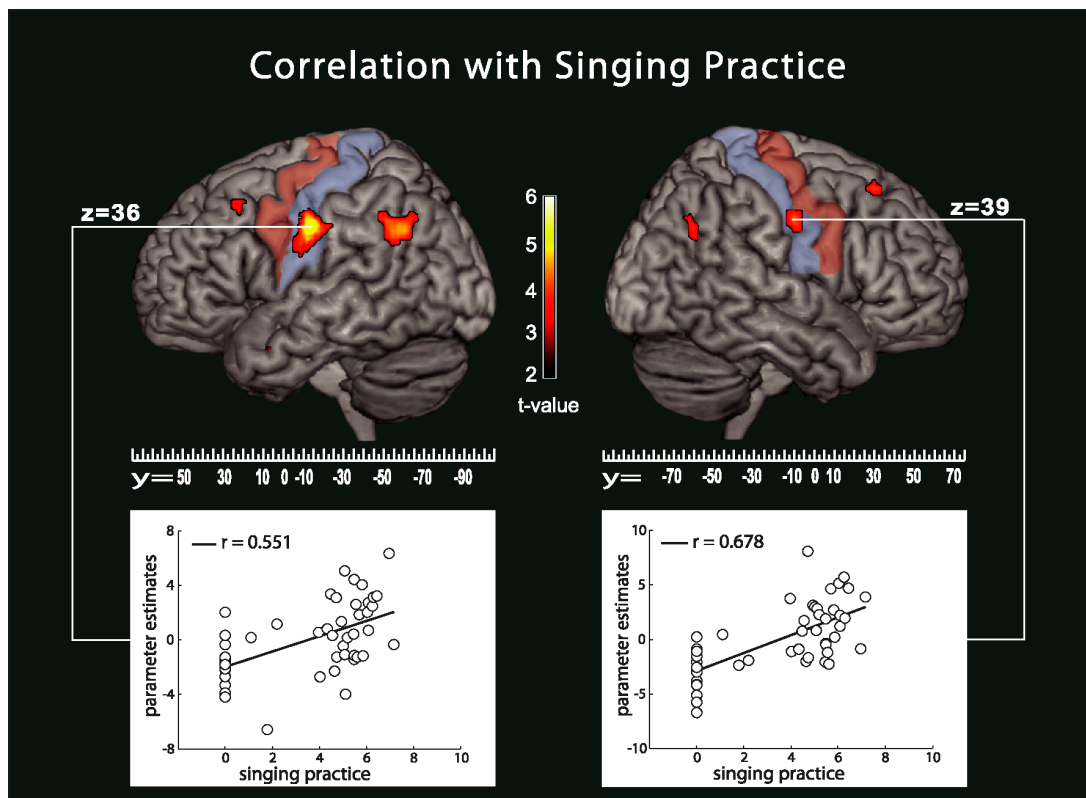 Correlation with Singing Practice
z=36
z=39
6
5
4
3
2
t-value
y= 50 30 10 0 -10 -30 -50 -70 -90
y= -70 -50 -30 -10 0 10 30 50 70
r = 0.551
8
4
0
-4
-8
parameter estimates
0 2 4 6 8 10
singing practice
r = 0.678
10
5
0
-5
-10
parameter estimates
0 2 4 6 8 10
singing practice